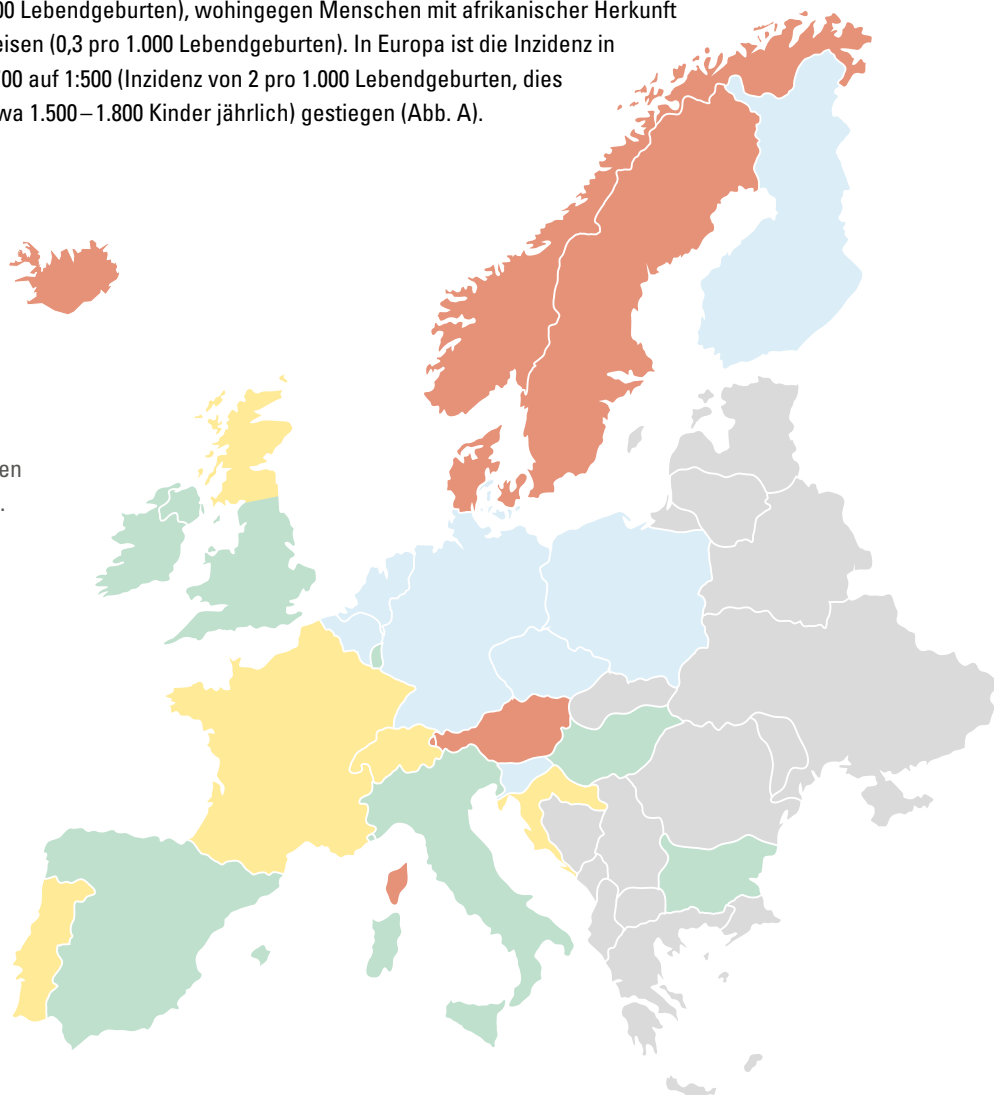 00 Lebendgeburten), wohingegen Menschen mit afrikanischer Herkunft
eisen (0,3 pro 1.000 Lebendgeburten). In Europa ist die Inzidenz in
700 auf 1:500 (Inzidenz von 2 pro 1.000 Lebendgeburten, dies
wa 1.500–1.800 Kinder jährlich) gestiegen (Abb. A).
en
.